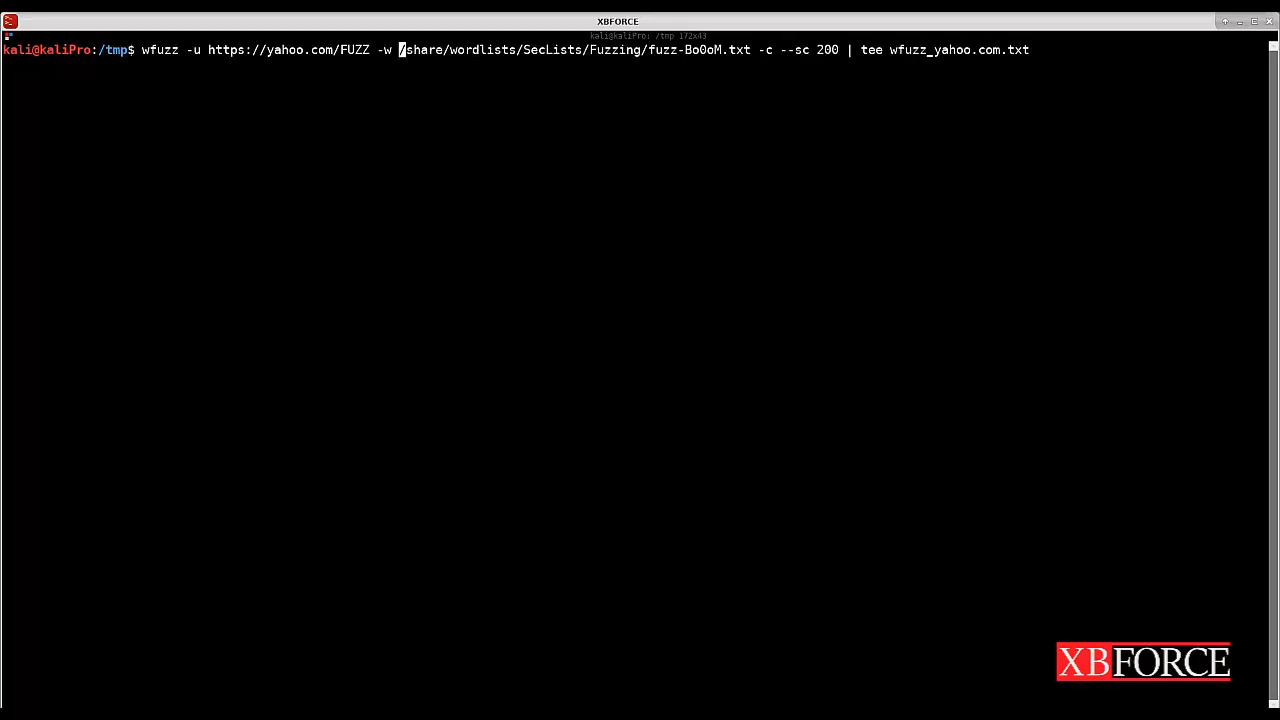 XBFORCE
kali@kaliPro: /tmp 172x43
kali@kaliPro:/tmp$ wfuzz -u https://yahoo.com/FUZZ -w /share/wordlists/SecLists/Fuzzing/fuzz-Bo0oM.txt -c --sc 200 | tee wfuzz_yahoo.com.txt
XBFORCE